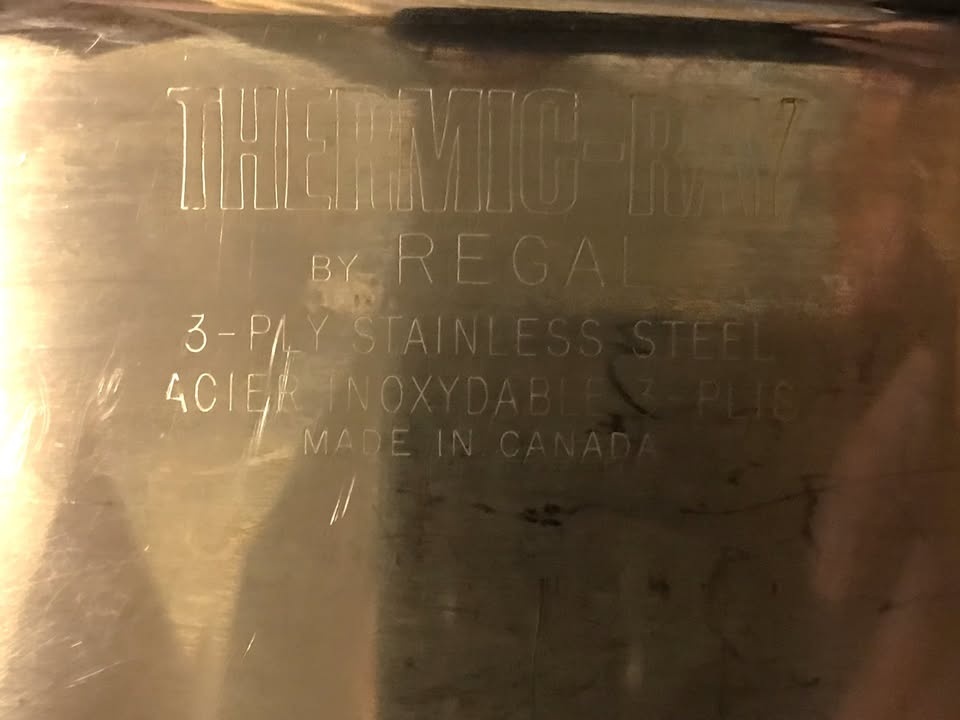 THERMIC-RAY
BY REGAL
3-PLY STAINLESS STEEL
ACIER INOXYDABLE 3-PLIS
MADE IN CANADA